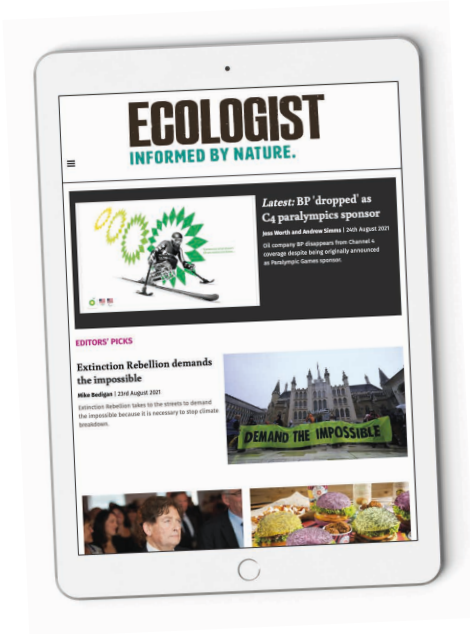 ECOLOGIST
INFORMED BY NATURE.
Latest: BP 'dropped' as
C4 paralympics sponsor
Jess Worth and Andrew Simms | 24th August 2021
Oil company BP disappears from Channel 4
coverage despite being originally announced
as Paralympic Games sponsor.
EDITORS' PICKS
Extinction Rebellion demands
the impossible
Mike Bedigan | 23rd August 2021
Extinction Rebellion takes to the streets to demand
the impossible because it is necessary to stop climate
breakdown.
DEMAND THE IMPOSSIBLE